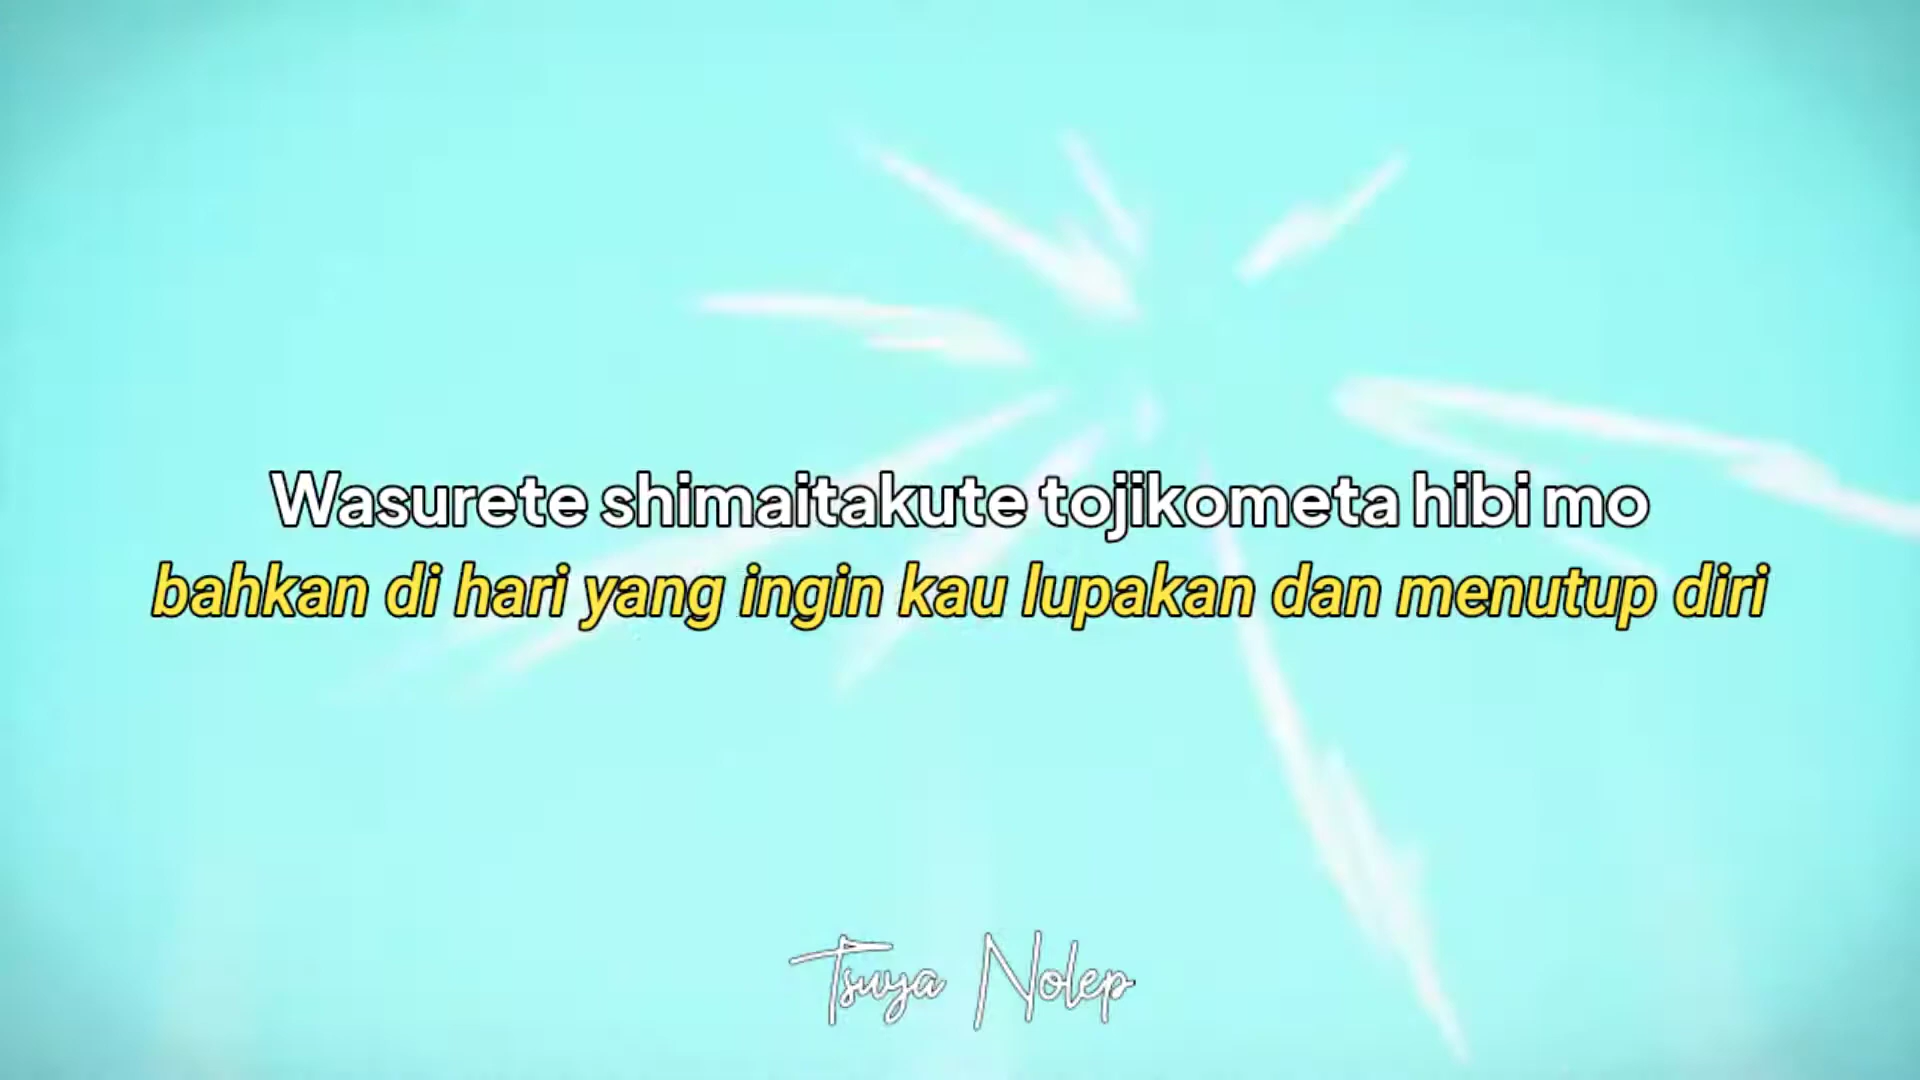 Wasurete shimaitakute tojikometa hibi mo
bahkan di hari yang ingin kau lupakan dan menutup diri
Tsuya Nolep